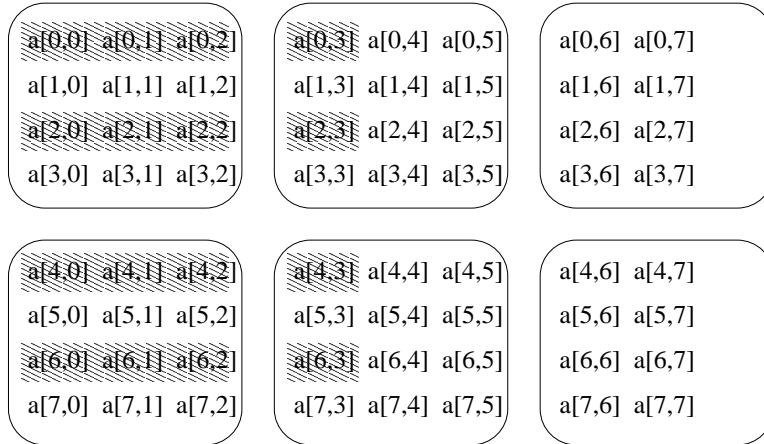 a[0,0] a[0,1] a[0,2] a[0,3] a[0,4] a[0,5] a[0,6] a[0,7]
a[1,0] a[1,1] a[1,2] a[1,3] a[1,4] a[1,5] a[1,6] a[1,7]
a[2,0] a[2,1] a[2,2] a[2,3] a[2,4] a[2,5] a[2,6] a[2,7]
a[3,0] a[3,1] a[3,2] a[3,3] a[3,4] a[3,5] a[3,6] a[3,7]
a[4,0] a[4,1] a[4,2] a[4,3] a[4,4] a[4,5] a[4,6] a[4,7]
a[5,0] a[5,1] a[5,2] a[5,3] a[5,4] a[5,5] a[5,6] a[5,7]
a[6,0] a[6,1] a[6,2] a[6,3] a[6,4] a[6,5] a[6,6] a[6,7]
a[7,0] a[7,1] a[7,2] a[7,3] a[7,4] a[7,5] a[7,6] a[7,7]